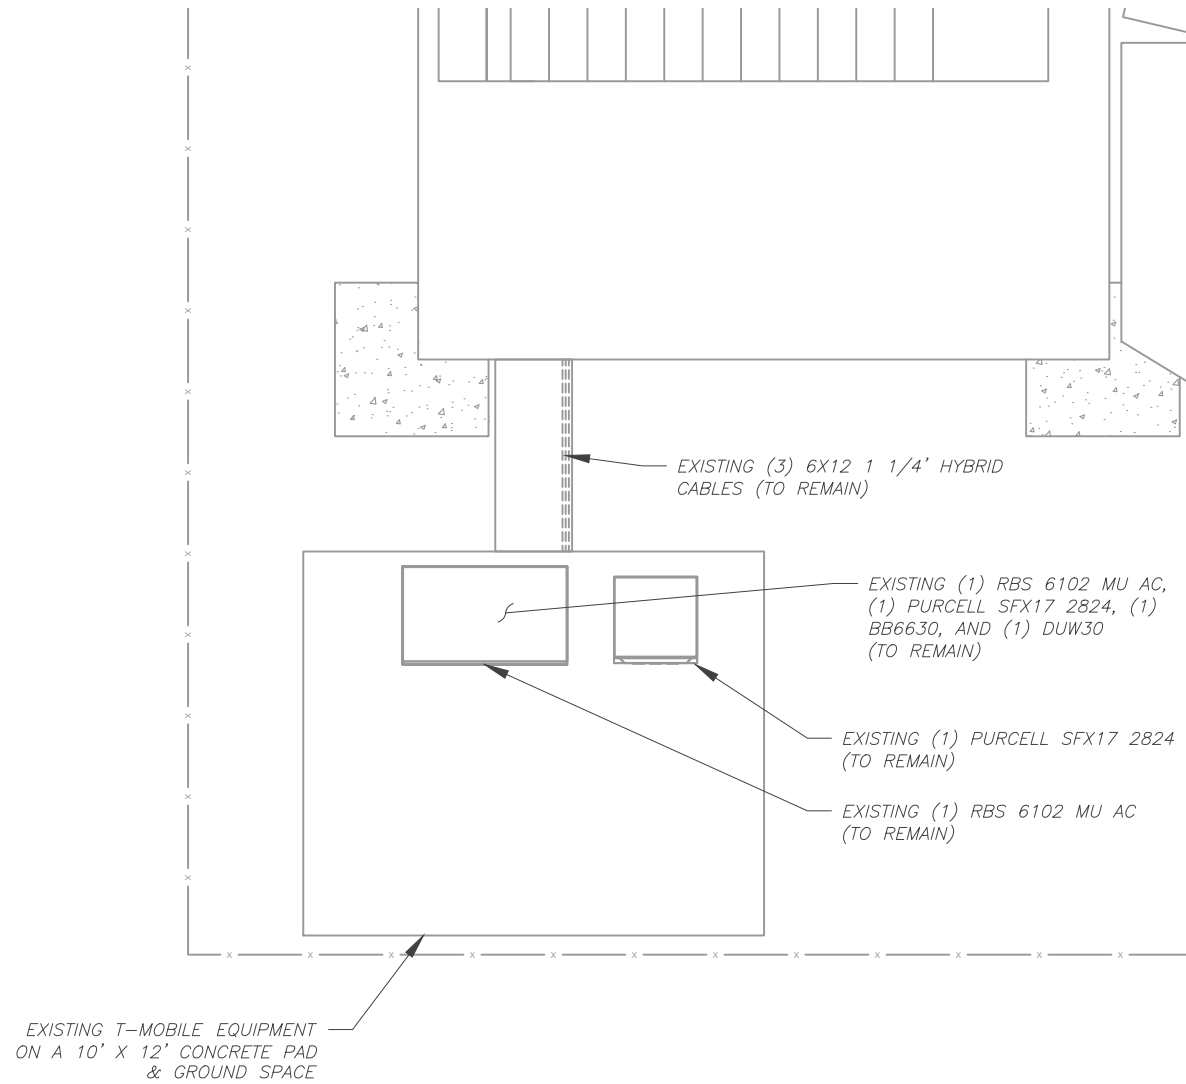 EXISTING (3) 6X12 1 1/4' HYBRID
CABLES (TO REMAIN)
EXISTING (1) RBS 6102 MU AC,
(1) PURCELL SFX17 2824, (1)
BB6630, AND (1) DUW30
(TO REMAIN)
EXISTING (1) PURCELL SFX17 2824
(TO REMAIN)
EXISTING (1) RBS 6102 MU AC
(TO REMAIN)
EXISTING T-MOBILE EQUIPMENT
ON A 10' X 12' CONCRETE PAD
& GROUND SPACE